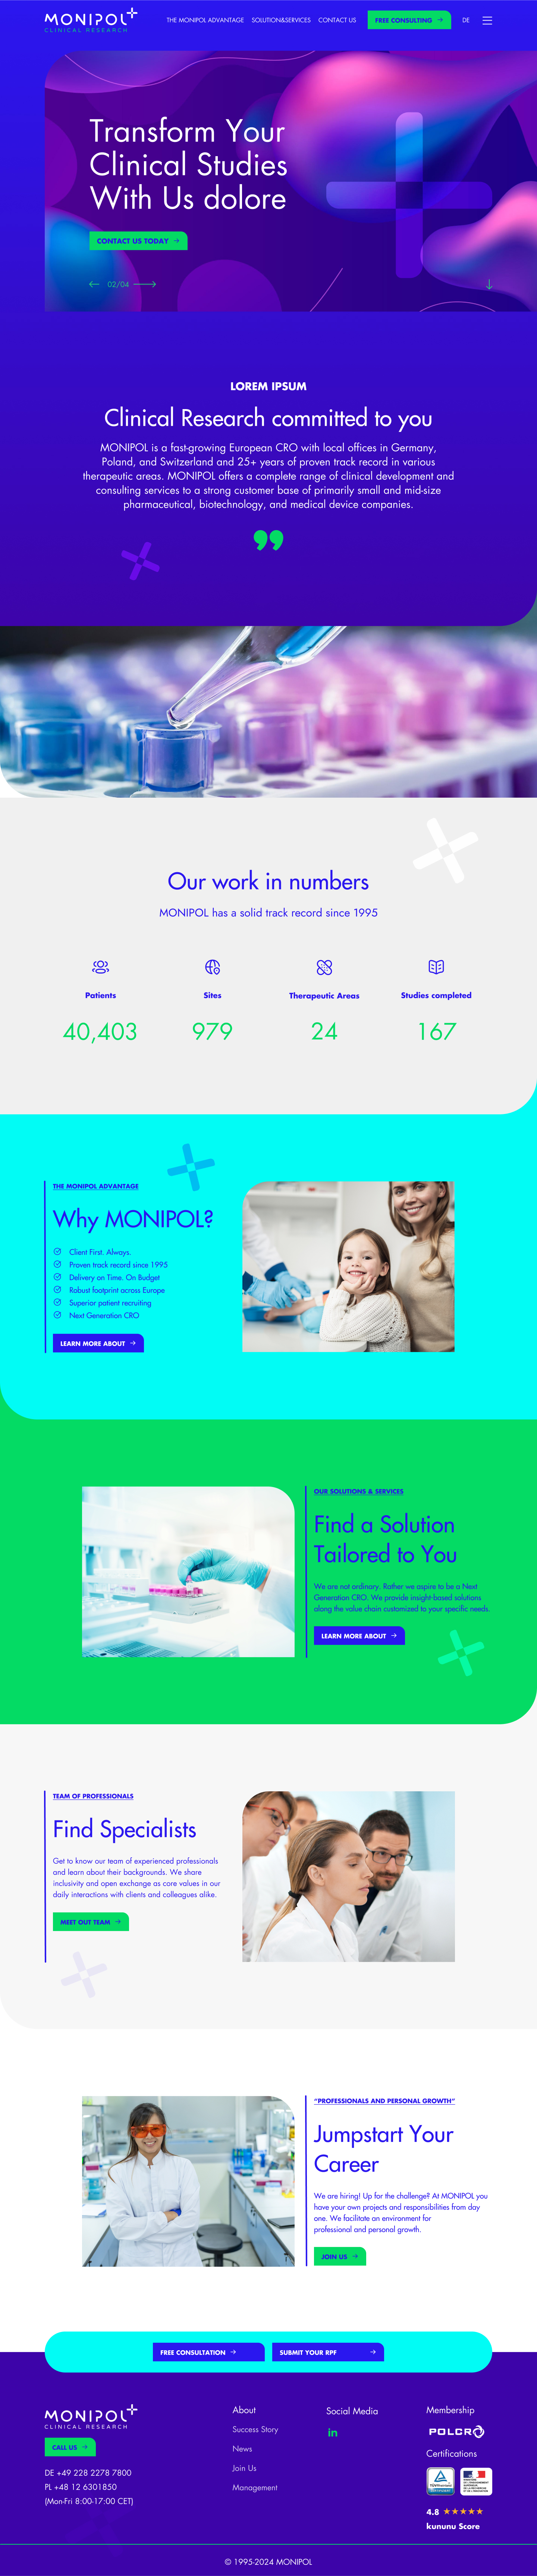 MONIPOL
CLINICAL RESEARCH
THE MONIPOL ADVANTAGE
SOLUTION&SERVICES
CONTACT US
FREE CONSULTING
DE
Transform Your
Clinical Studies
With Us dolore
CONTACT US TODAY
02/04
LOREM IPSUM
Clinical Research committed to you
MONIPOL is a fast-growing European CRO with local offices in Germany,
Poland, and Switzerland and 25+ years of proven track record in various
therapeutic areas. MONIPOL offers a complete range of clinical development and
consulting services to a strong customer base of primarily small and mid-size
pharmaceutical, biotechnology, and medical device companies.
Our work in numbers
MONIPOL has a solid track record since 1995
Patients
40,403
Sites
979
Therapeutic Areas
24
Studies completed
167
THE MONIPOL ADVANTAGE
Why MONIPOL?
Client First. Always.
Proven track record since 1995
Delivery on Time. On Budget
Robust footprint across Europe
Superior patient recruiting
Next Generation CRO
LEARN MORE ABOUT
OUR SOLUTIONS & SERVICES
Find a Solution
Tailored to You
We are not ordinary. Rather we aspire to be a Next
Generation CRO. We provide insight-based solutions
along the value chain customized to your specific needs.
LEARN MORE ABOUT
TEAM OF PROFESSIONALS
Find Specialists
Get to know our team of experienced professionals
and learn about their backgrounds. We share
inclusivity and open exchange as core values in our
daily interactions with clients and colleagues alike.
MEET OUT TEAM
"PROFESSIONALS AND PERSONAL GROWTH"
Jumpstart Your
Career
We are hiring! Up for the challenge? At MONIPOL you
have your own projects and responsibilities from day
one. We facilitate an environment for
professional and personal growth.
JOIN US
FREE CONSULTATION
SUBMIT YOUR RPF
MONIPOL
CLINICAL RESEARCH
CALL US
DE +49 228 2278 7800
PL +48 12 6301850
(Mon-Fri 8:00-17:00 CET)
About
Success Story
News
Join Us
Management
Social Media
in
Membership
POLCRO
Certifications
4.8
kununu Score
© 1995-2024 MONIPOL